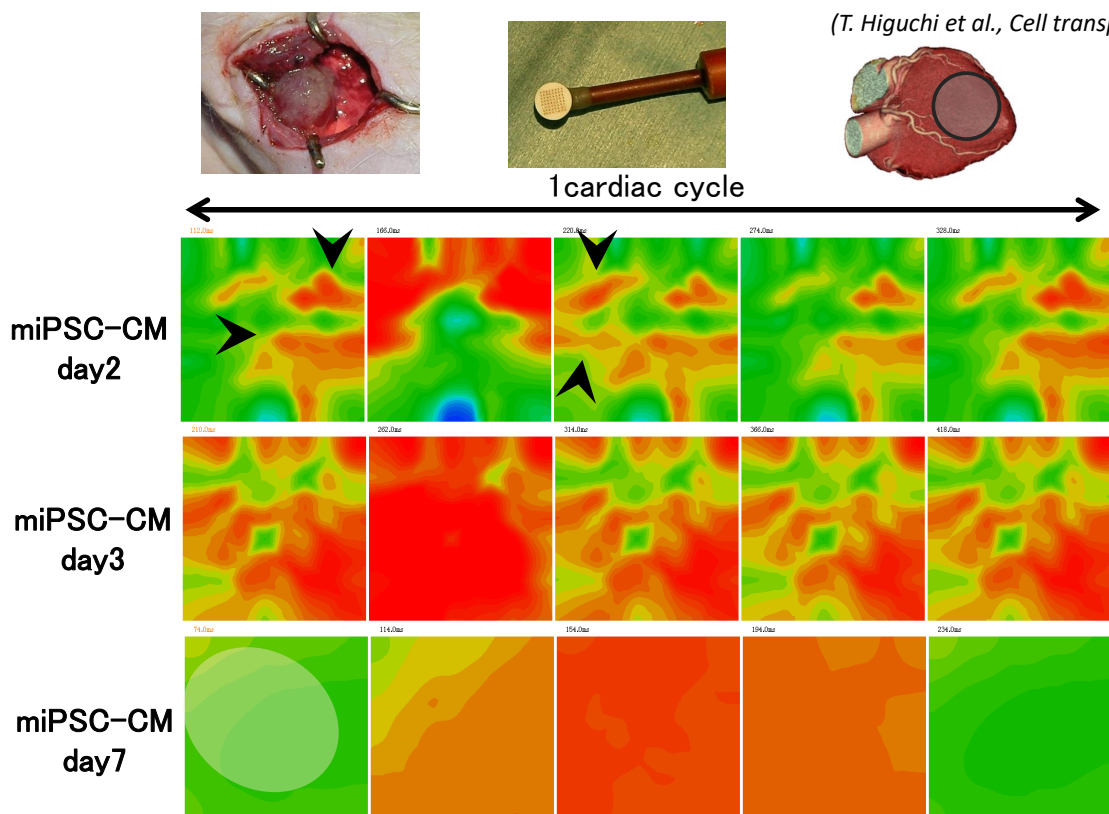 (T. Higuchi et al., Cell transp
1cardiac cycle
112.0ms 166.0ms 220.0ms 274.0ms 328.0ms
miPSC-CM
day2
210.0ms 262.0ms 314.0ms 366.0ms 418.0ms
miPSC-CM
day3
74.0ms 114.0ms 154.0ms 194.0ms 234.0ms
miPSC-CM
day7